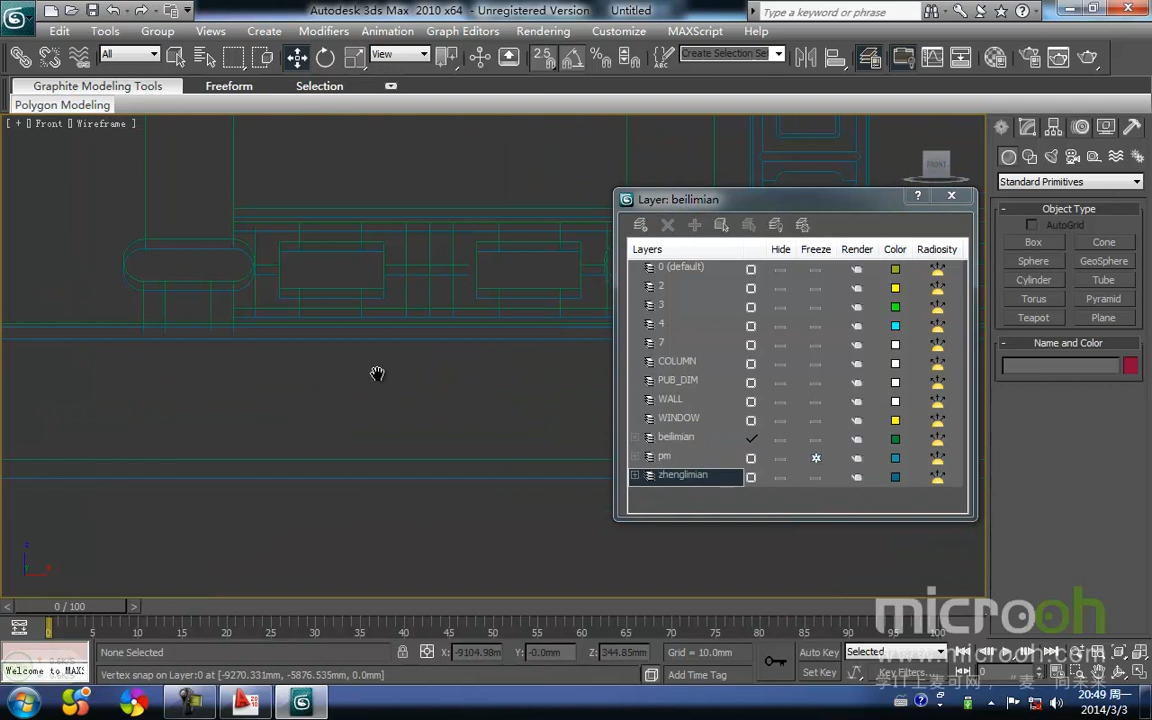 Autodesk 3ds Max 2010 x64 - Unregistered Version Untitled
Type a keyword or phrase
Edit Tools Group Views Create Modifiers Animation Graph Editors Rendering Customize MAXScript Help
All View 2.5 Create Selection Se
Graphite Modeling Tools Freeform Selection
Polygon Modeling
[ + ] Front [] Wireframe ]
FRONT
Standard Primitives
Object Type
AutoGrid
Box Cone
Sphere GeoSphere
Cylinder Tube
Torus Pyramid
Teapot Plane
Name and Color
Layer: beilimian
Layers Hide Freeze Render Color Radiosity
0 (default)
2
3
4
7
COLUMN
PUB_DIM
WALL
WINDOW
beilimian
pm
zhenglimian
0 / 100
0 5 10 15 20 25 30 35 40 45 50 55 60 65 70 75 80 85 90 95 100
microoh
None Selected X: -9104.98m Y: -0.0mm Z: 344.85mm Grid = 10.0mm Auto Key Selected
Welcome to MAX: Vertex snap on Layer:0 at [-9270.331mm, -5876.535mm, 0.0mm] Add Time Tag Set Key Key Filters...
www.microoh.com
20:49 周一
2014/3/3